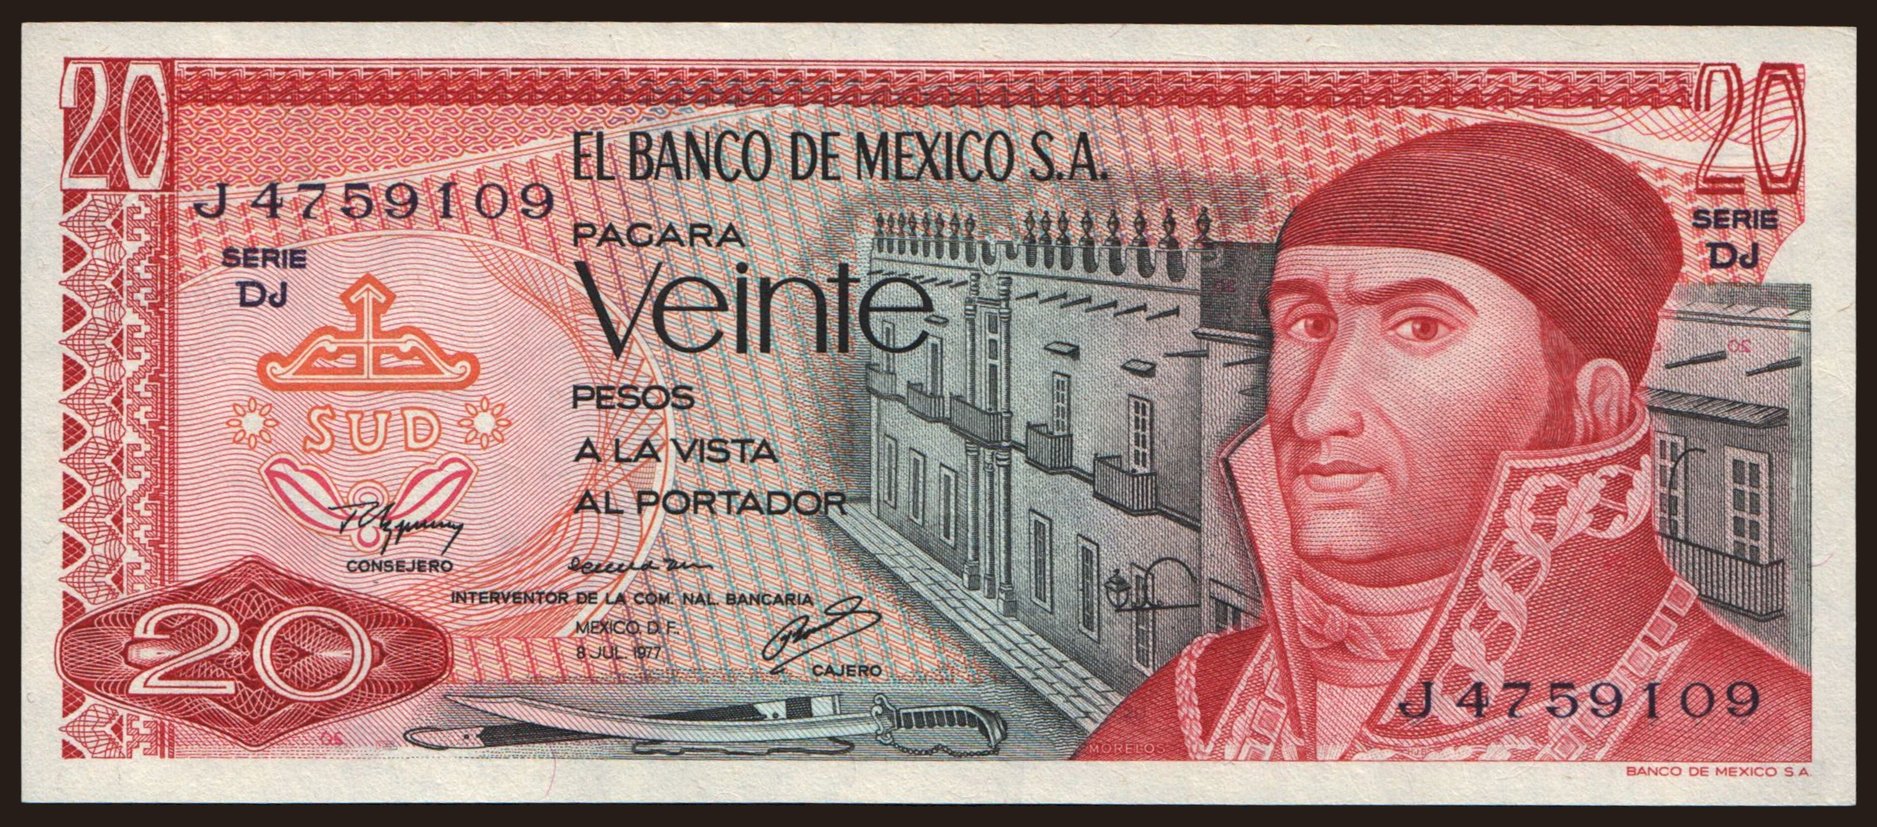 20
20
EL BANCO DE MEXICO S.A.
J 4759109
PAGARA
SERIE
DJ
SERIE
DJ
Veinte
PESOS
SUD
A LA VISTA
AL PORTADOR
CONSEJERO
INTERVENTOR DE LA COM. NAL. BANCARIA
MEXICO, D. F.
8 JUL. 1977
CAJERO
20
J 4759109
MORELOS
BANCO DE MEXICO S.A.